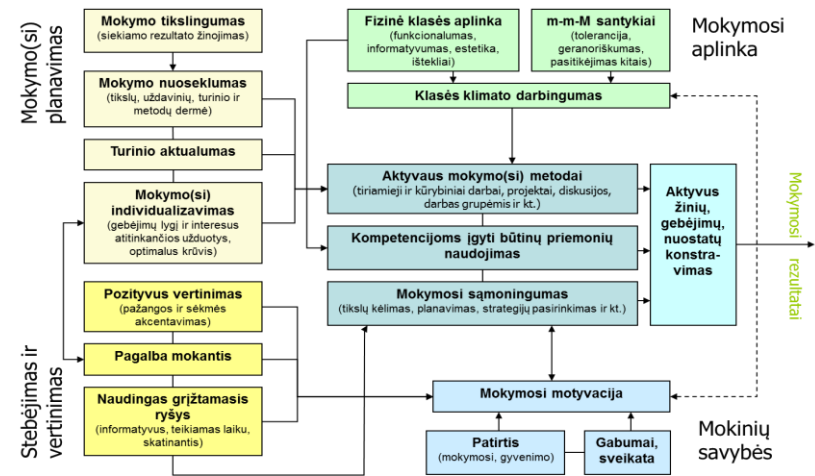 Mokymo(si)
planavimas
Mokymo tikslingumas
(siekiamo rezultato žinojimas)
Mokymo nuoseklumas
(tikslų, uždavinių, turinio ir
metodų dermė)
Turinio aktualumas
Mokymo(si)
individualizavimas
(gebėjimų lygį ir interesus
atitinkančios užduotys,
optimalus krūvis)
Fizinė klasės aplinka
(funkcionalumas,
informatyvumas, estetika,
ištekliai)
m-m-M santykiai
(tolerancija,
geranoriškumas,
pasitikėjimas kitais)
Mokymosi
aplinka
Klasės klimato darbingumas
Aktyvaus mokymo(si) metodai
(tiriamieji ir kūrybiniai darbai, projektai, diskusijos,
darbas grupėmis ir kt.)
Kompetencijoms įgyti būtinų priemonių
naudojimas
Mokymosi sąmoningumas
(tikslų kėlimas, planavimas, strategijų pasirinkimas ir kt.)
Aktyvus
žinių,
gebėjimų,
nuostatų
konstra-
vimas
Mokymosi rezultatai
Stebėjimas ir
vertinimas
Pozityvus vertinimas
(pažangos ir sėkmės
akcentavimas)
Pagalba mokantis
Naudingas grįžtamasis
ryšys
(informatyvus, teikiamas laiku,
skatinantis)
Mokymosi motyvacija
Patirtis
(mokymosi, gyvenimo)
Gabumai,
sveikata
Mokinių
savybės